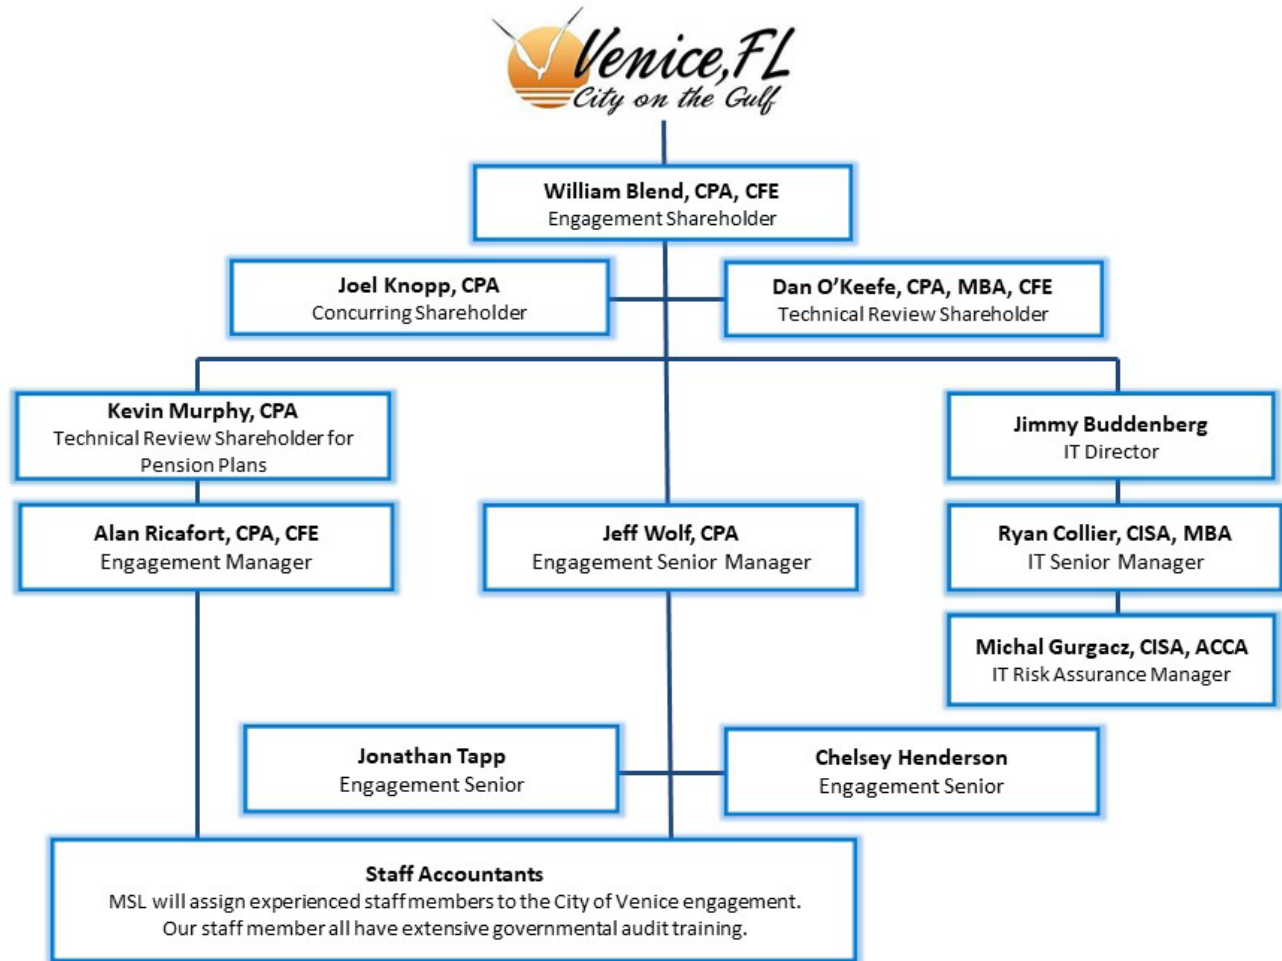 Venice, FL
City on the Gulf
William Blend, CPA, CFE
Engagement Shareholder
Joel Knopp, CPA
Concurring Shareholder
Dan O’Keefe, CPA, MBA, CFE
Technical Review Shareholder
Kevin Murphy, CPA
Technical Review Shareholder for
Pension Plans
Jimmy Buddenberg
IT Director
Alan Ricafort, CPA, CFE
Engagement Manager
Jeff Wolf, CPA
Engagement Senior Manager
Ryan Collier, CISA, MBA
IT Senior Manager
Michal Gurgacz, CISA, ACCA
IT Risk Assurance Manager
Jonathan Tapp
Engagement Senior
Chelsey Henderson
Engagement Senior
Staff Accountants
MSL will assign experienced staff members to the City of Venice engagement.
Our staff member all have extensive governmental audit training.